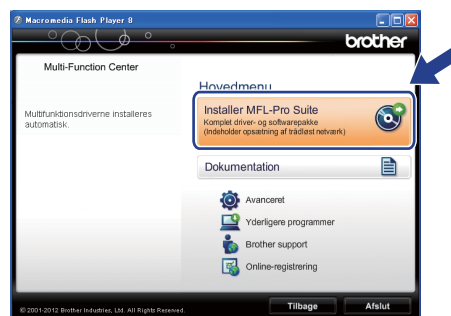 Macromedia Flash Player 8
brother
Multi-Function Center
Multifunktionsdriverne installeres
automatisk.
Hovedmenu
Installer MFL-Pro Suite
Komplet driver- og softwarepakke
(Indeholder opsætning af trådløst netværk)
Dokumentation
Avanceret
Yderligere programmer
Brother support
Online-registrering
© 2001-2012 Brother Industries, Ltd. All Rights Reserved.
Tilbage
Afslut